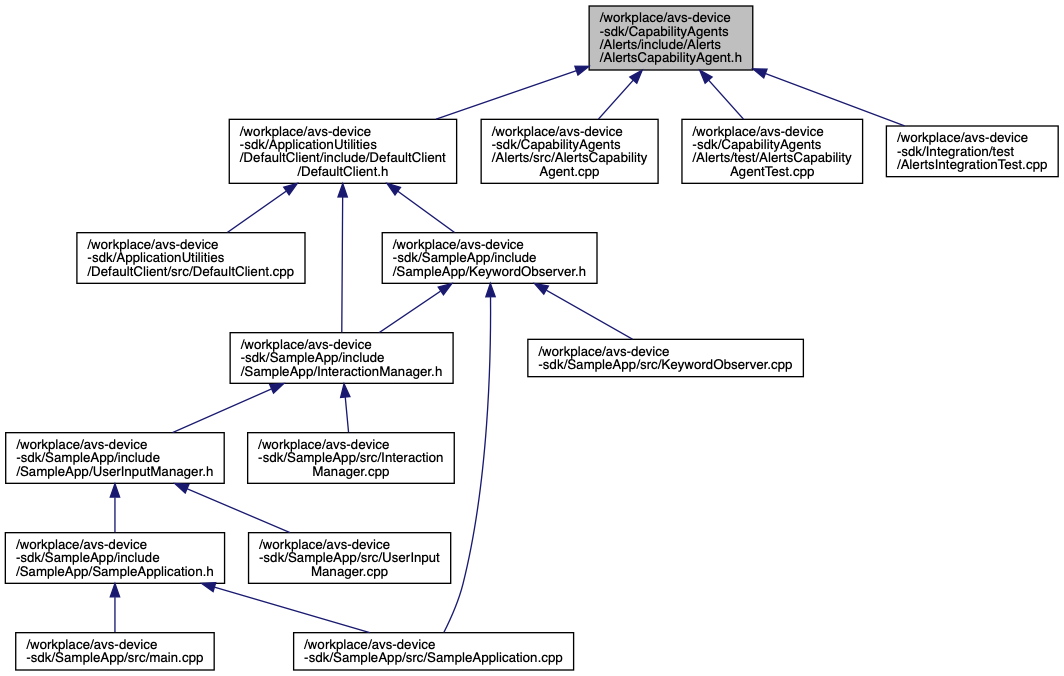 /workplace/avs-device
-sdk/CapabilityAgents
/Alerts/include/Alerts
/AlertsCapabilityAgent.h
/workplace/avs-device
-sdk/ApplicationUtilities
/DefaultClient/include/DefaultClient
/DefaultClient.h
/workplace/avs-device
-sdk/CapabilityAgents
/Alerts/src/AlertsCapability
Agent.cpp
/workplace/avs-device
-sdk/CapabilityAgents
/Alerts/test/AlertsCapability
AgentTest.cpp
/workplace/avs-device
-sdk/Integration/test
/AlertsIntegrationTest.cpp
/workplace/avs-device
-sdk/ApplicationUtilities
/DefaultClient/src/DefaultClient.cpp
/workplace/avs-device
-sdk/SampleApp/include
/SampleApp/KeywordObserver.h
/workplace/avs-device
-sdk/SampleApp/include
/SampleApp/InteractionManager.h
/workplace/avs-device
-sdk/SampleApp/src/KeywordObserver.cpp
/workplace/avs-device
-sdk/SampleApp/include
/SampleApp/UserInputManager.h
/workplace/avs-device
-sdk/SampleApp/src/Interaction
Manager.cpp
/workplace/avs-device
-sdk/SampleApp/include
/SampleApp/SampleApplication.h
/workplace/avs-device
-sdk/SampleApp/src/UserInput
Manager.cpp
/workplace/avs-device
-sdk/SampleApp/src/main.cpp
/workplace/avs-device
-sdk/SampleApp/src/SampleApplication.cpp